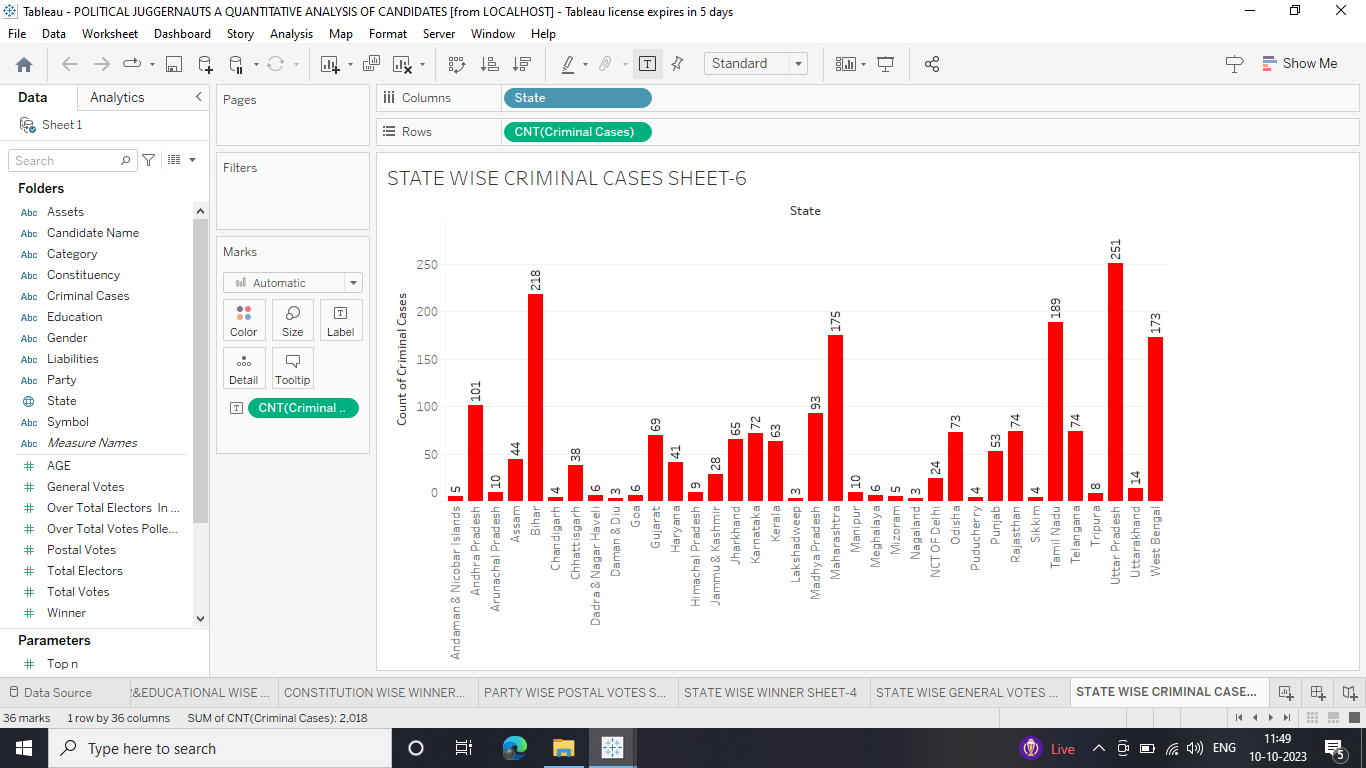 Tableau - POLITICAL JUGGERNAUTS A QUANTITATIVE ANALYSIS OF CANDIDATES [from LOCALHOST] - Tableau license expires in 5 days
File Data Worksheet Dashboard Story Analysis Map Format Server Window Help
Standard
Show Me
Data Analytics
Sheet 1
Search
Folders
Abc Assets
Abc Candidate Name
Abc Category
Abc Constituency
Abc Criminal Cases
Abc Education
Abc Gender
Abc Liabilities
Abc Party
State
Abc Symbol
Abc Measure Names
AGE
General Votes
Over Total Electors In ...
Over Total Votes Polle...
Postal Votes
Total Electors
Total Votes
Winner
Parameters
Top n
Pages
Filters
Marks
Automatic
Color Size Label
Detail Tooltip
CNT(Criminal ..
Columns State
Rows CNT(Criminal Cases)
STATE WISE CRIMINAL CASES SHEET-6
State
Count of Criminal Cases
250
200
150
100
50
0
5
101
10
44
218
4
38
6
3
6
69
41
9
28
65
72
63
3
93
175
10
6
5
3
24
73
4
53
74
4
189
74
8
251
14
173
Andaman & Nicobar Islands
Andhra Pradesh
Arunachal Pradesh
Assam
Bihar
Chandigarh
Chhattisgarh
Dadra & Nagar Haveli
Daman & Diu
Goa
Gujarat
Haryana
Himachal Pradesh
Jammu & Kashmir
Jharkhand
Karnataka
Kerala
Lakshadweep
Madhya Pradesh
Maharashtra
Manipur
Meghalaya
Mizoram
Nagaland
NCT OF Delhi
Odisha
Puducherry
Punjab
Rajasthan
Sikkim
Tamil Nadu
Telangana
Tripura
Uttar Pradesh
Uttarakhand
West Bengal
Data Source R&EDUCATIONAL WISE ... CONSTITUTION WISE WINNER... PARTY WISE POSTAL VOTES S... STATE WISE WINNER SHEET-4 STATE WISE GENERAL VOTES ... STATE WISE CRIMINAL CASE...
36 marks 1 row by 36 columns SUM of CNT(Criminal Cases): 2,018
Type here to search
Live
ENG
11:49
10-10-2023
5